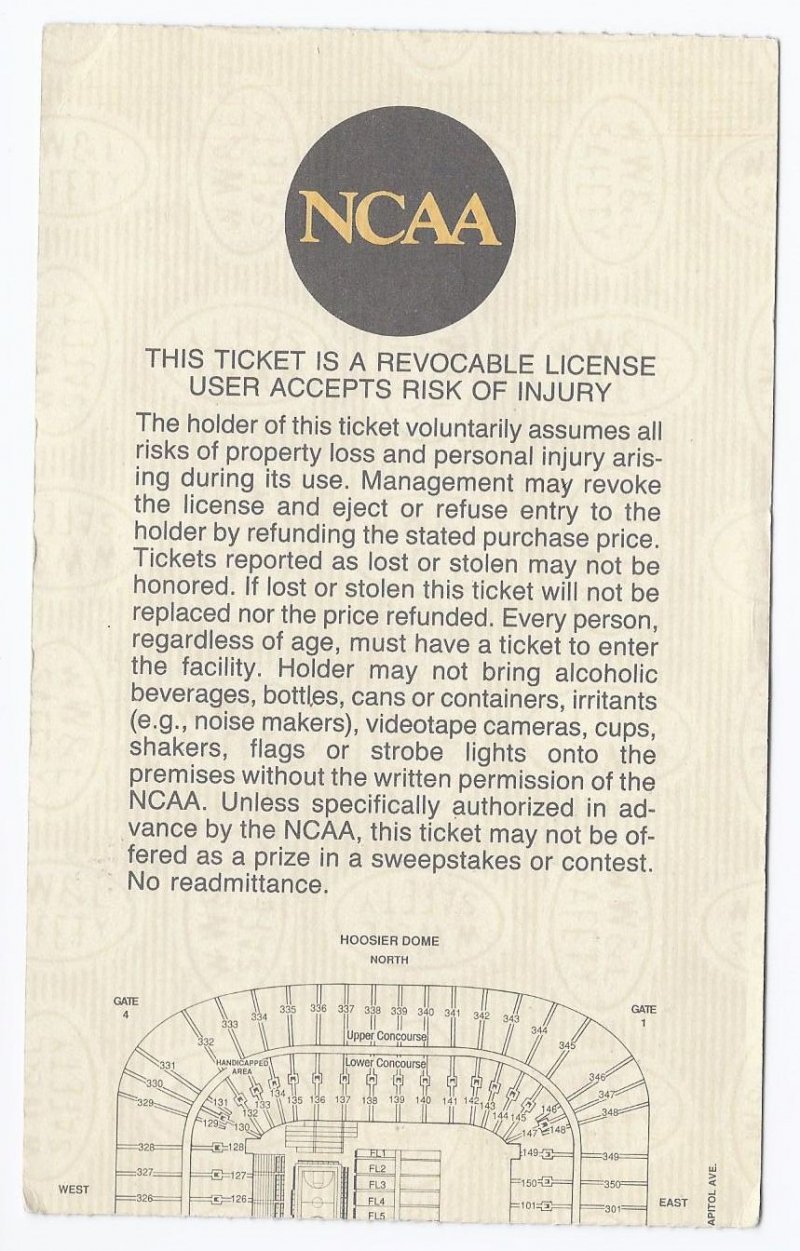 NCAA
THIS TICKET IS A REVOCABLE LICENSE
USER ACCEPTS RISK OF INJURY
The holder of this ticket voluntarily assumes all
risks of property loss and personal injury aris-
ing during its use. Management may revoke
the license and eject or refuse entry to the
holder by refunding the stated purchase price.
Tickets reported as lost or stolen may not be
honored. If lost or stolen this ticket will not be
replaced nor the price refunded. Every person,
regardless of age, must have a ticket to enter
the facility. Holder may not bring alcoholic
beverages, bottles, cans or containers, irritants
(e.g., noise makers), videotape cameras, cups,
shakers, flags or strobe lights onto the
premises without the written permission of the
NCAA. Unless specifically authorized in ad-
vance by the NCAA, this ticket may not be of-
fered as a prize in a sweepstakes or contest.
No readmittance.
HOOSIER DOME
NORTH
GATE
4
GATE
1
329 330 331 332 333 334 335 336 337 338 339 340 341 342 343 344 345 346 347 348
Upper Concourse
HANDICAPPED
AREA
Lower Concourse
129 130 131 132 133 134 135 136 137 138 139 140 141 142 143 144 145 146 147 148
328 128 FL1 149 349
327 127 FL2 150 350
FL3
326 126 FL4 101 301
FL5
WEST
EAST
APITOL AVE.